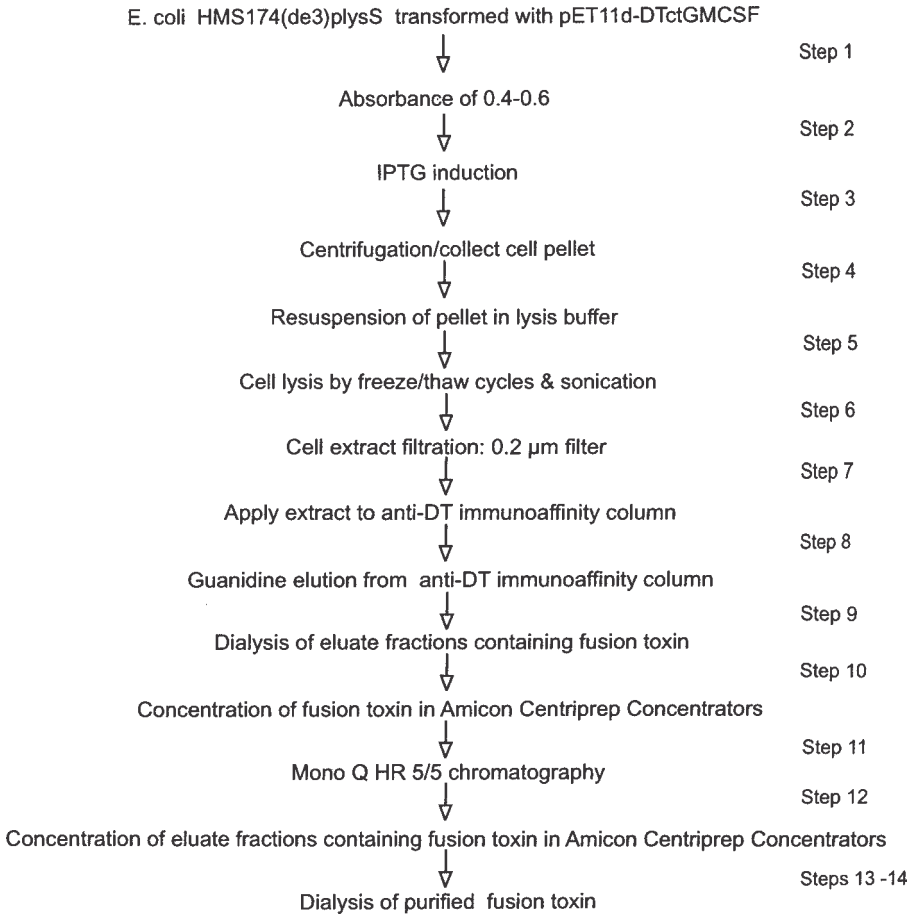 E. coli HMS174(de3)plysS transformed with pET11d-DTctGMCSF
Step 1
Absorbance of 0.4-0.6
Step 2
IPTG induction
Step 3
Centrifugation/collect cell pellet
Step 4
Resuspension of pellet in lysis buffer
Step 5
Cell lysis by freeze/thaw cycles & sonication
Step 6
Cell extract filtration: 0.2 µm filter
Step 7
Apply extract to anti-DT immunoaffinity column
Step 8
Guanidine elution from anti-DT immunoaffinity column
Step 9
Dialysis of eluate fractions containing fusion toxin
Step 10
Concentration of fusion toxin in Amicon Centriprep Concentrators
Step 11
Mono Q HR 5/5 chromatography
Step 12
Concentration of eluate fractions containing fusion toxin in Amicon Centriprep Concentrators
Steps 13 -14
Dialysis of purified fusion toxin